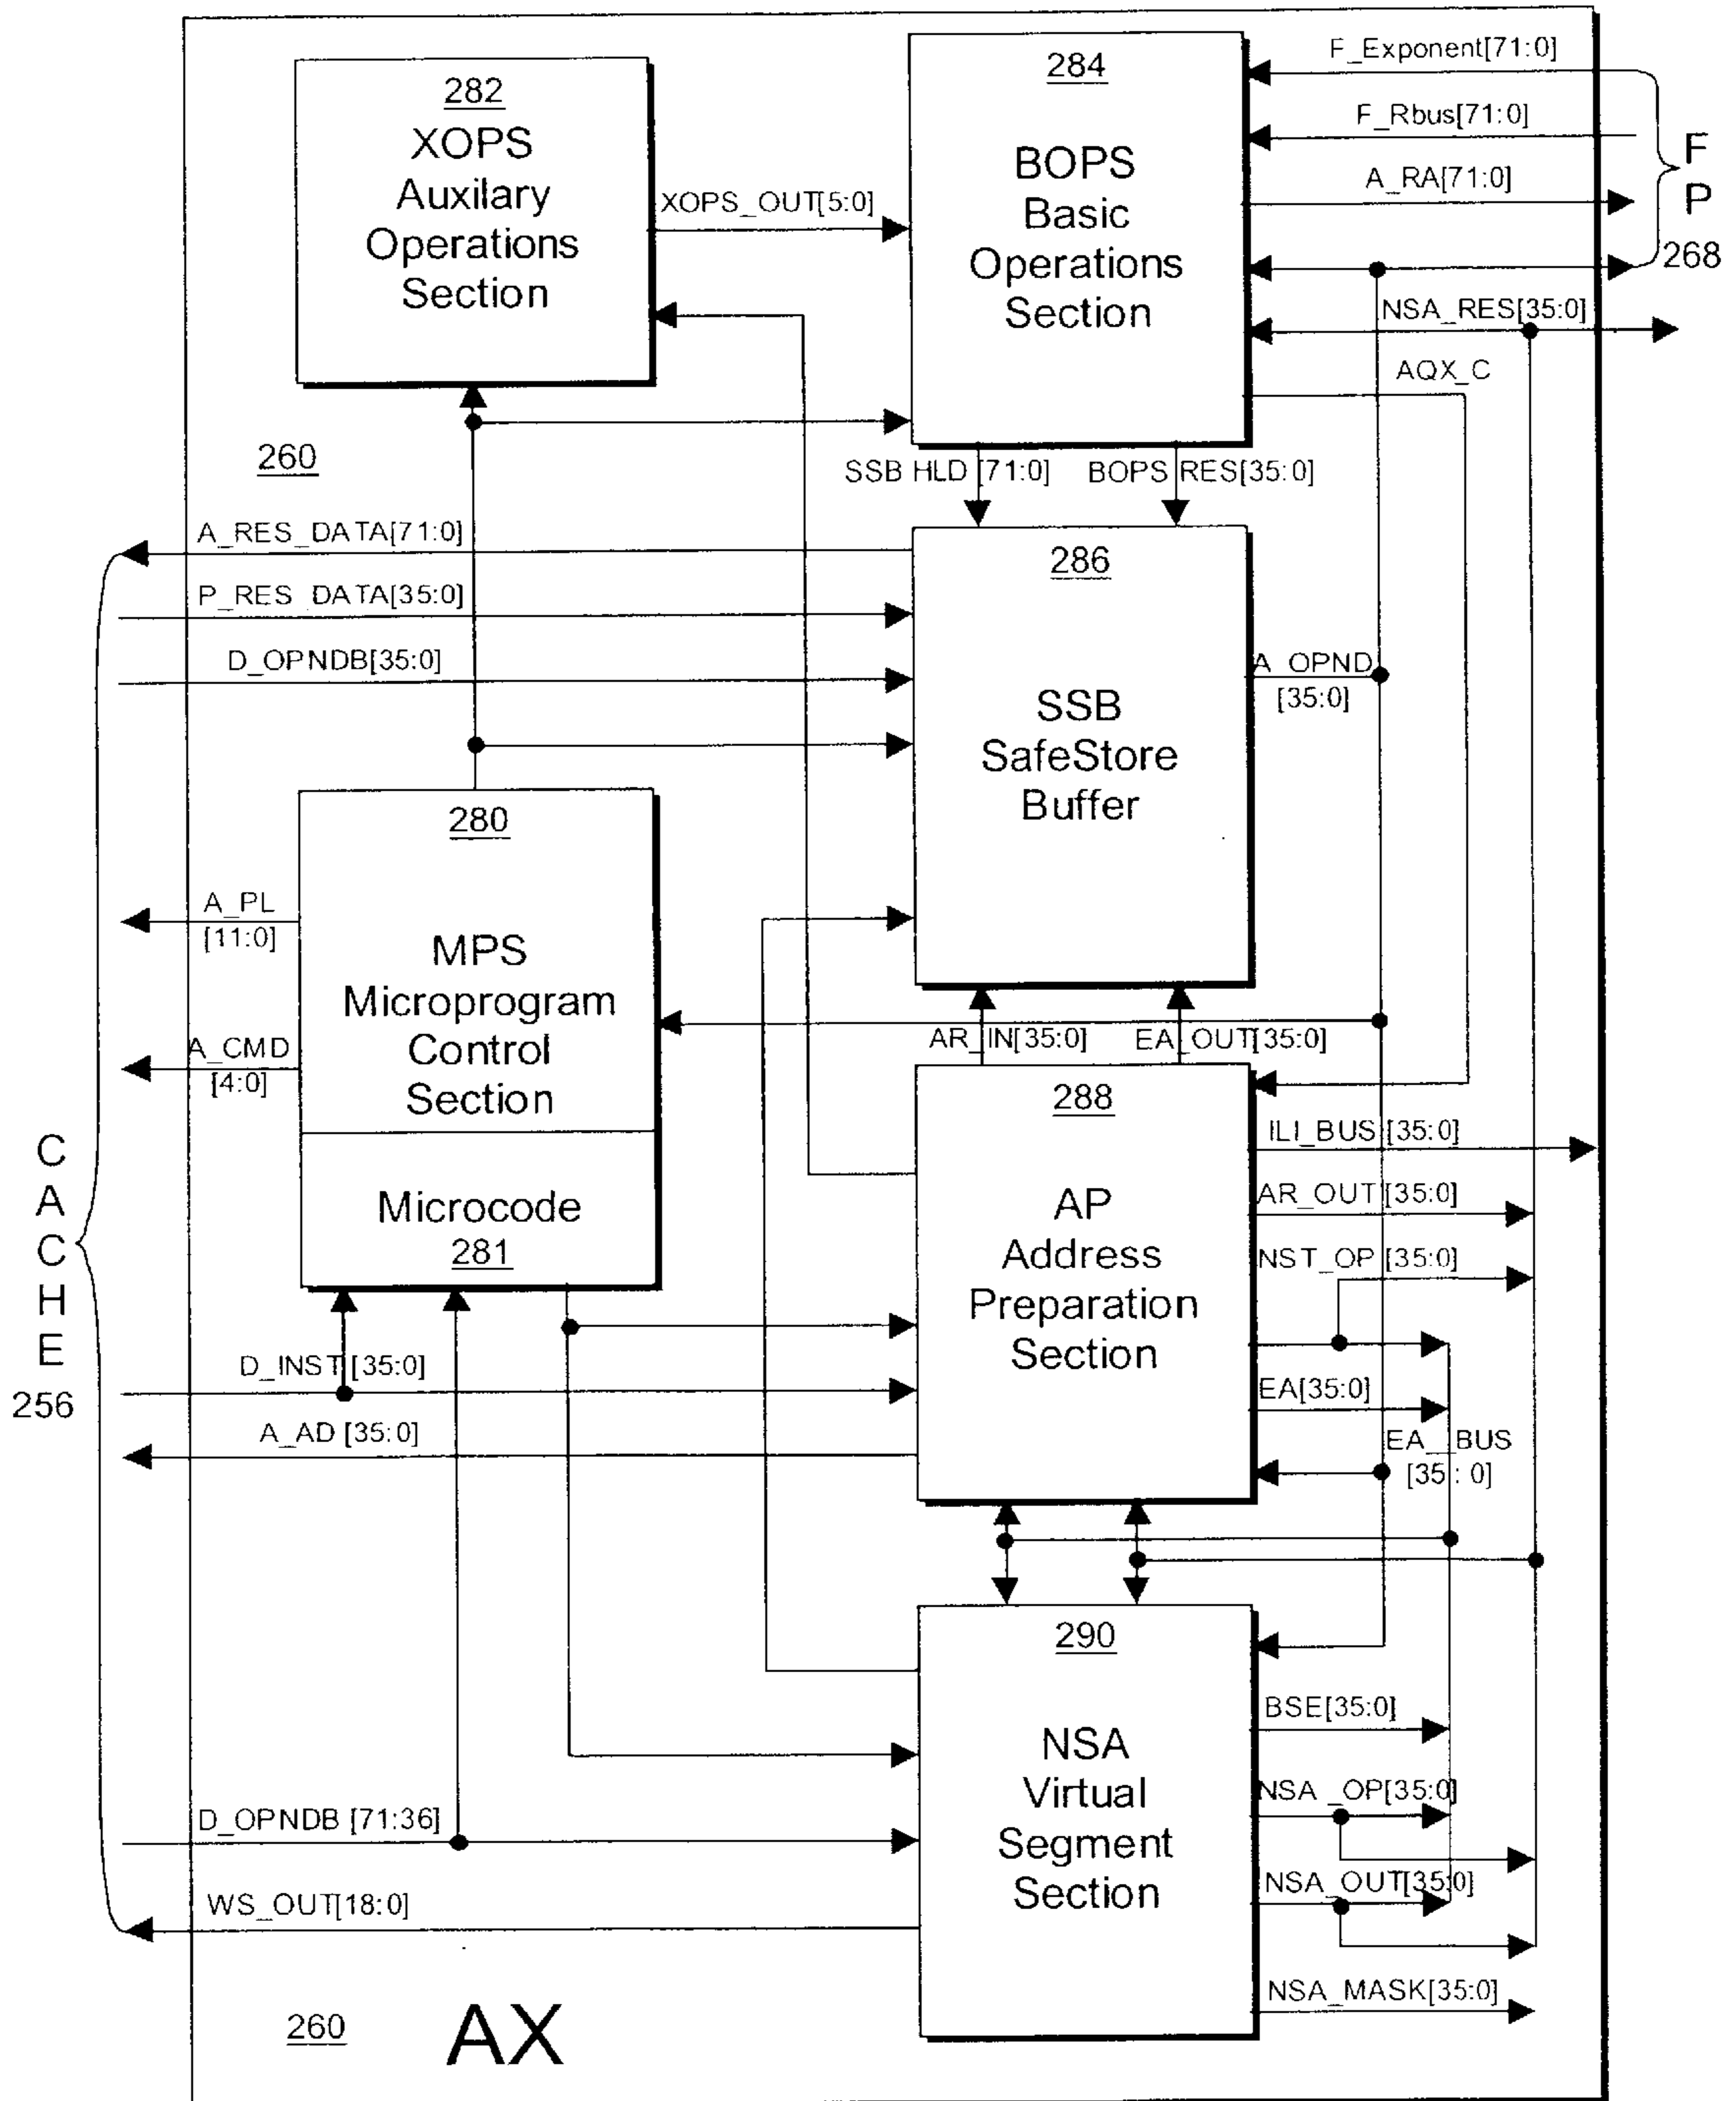 282
XOPS
Auxilary
Operations
Section
284
BOPS
Basic
Operations
Section
F_Exponent[71:0]
F_Rbus[71:0]
A_RA[71:0]
F
P
268
XOPS_OUT[5:0]
NSA_RES[35:0]
AQX_C
260
SSB HLD [71:0]
BOPS RES[35:0]
A_RES_DATA[71:0]
P_RES_DATA[35:0]
D_OPNDB[35:0]
286
SSB
SafeStore
Buffer
A_OPND
[35:0]
280
MPS
Microprogram
Control
Section
Microcode
281
A_PL
[11:0]
A_CMD
[4:0]
AR_IN[35:0]
EA_OUT[35:0]
C
A
C
H
E
256
288
AP
Address
Preparation
Section
ILI_BUS [35:0]
AR_OUT [35:0]
NST_OP [35:0]
EA[35:0]
EA_BUS
[35:0]
D_INST [35:0]
A_AD [35:0]
290
NSA
Virtual
Segment
Section
BSE[35:0]
NSA_OP[35:0]
NSA_OUT[35:0]
NSA_MASK[35:0]
D_OPNDB [71:36]
WS_OUT[18:0]
260
AX